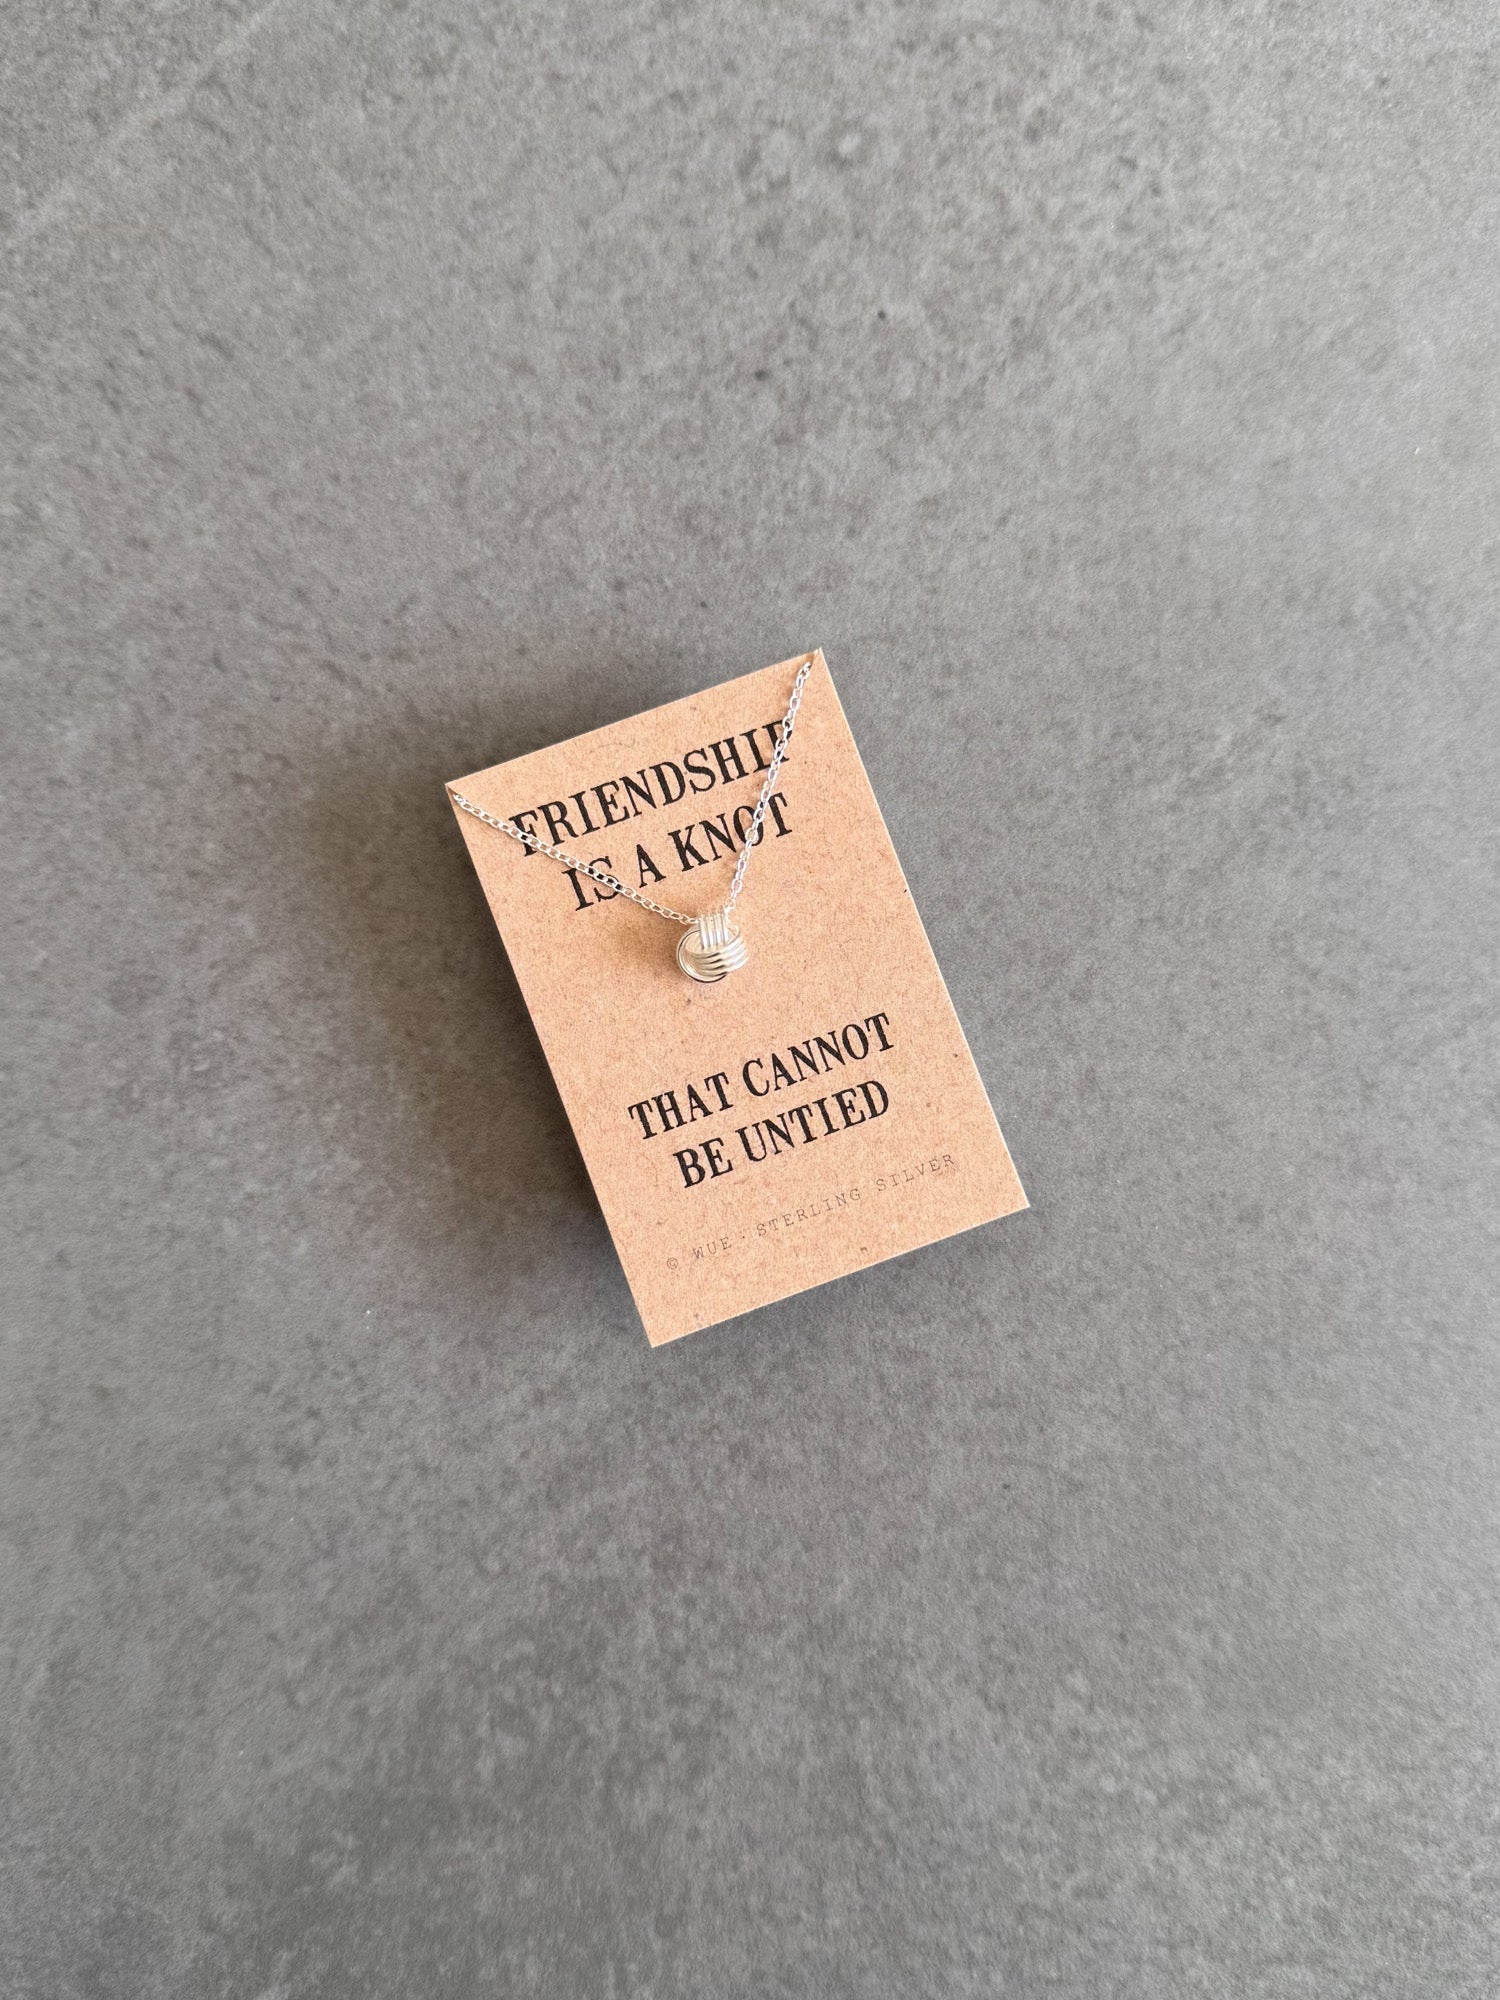 FRIENDSHIP
IS A KNOT
THAT CANNOT
BE UNTIED
© WUE · STERLING SILVER